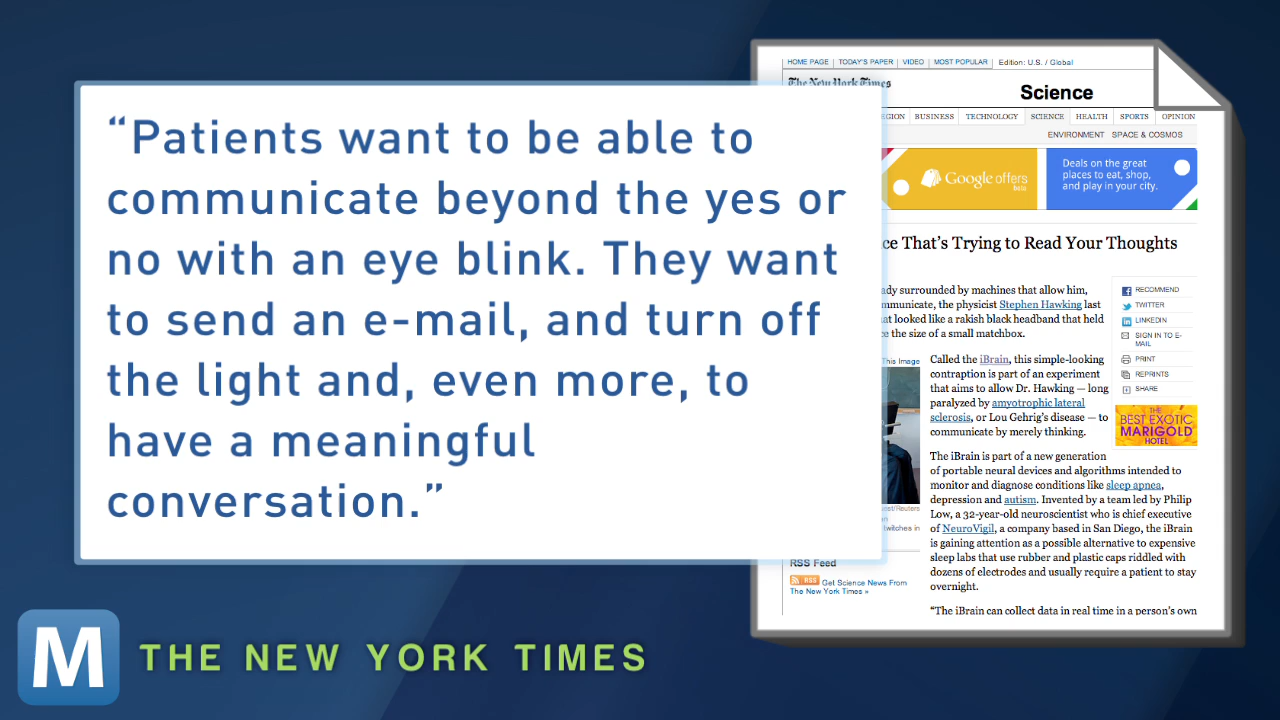 “Patients want to be able to
communicate beyond the yes or
no with an eye blink. They want
to send an e-mail, and turn off
the light and, even more, to
have a meaningful
conversation.”
HOME PAGE TODAY'S PAPER VIDEO MOST POPULAR Edition: U.S. / Global
The New York Times
Science
BUSINESS TECHNOLOGY SCIENCE HEALTH SPORTS OPINION
ENVIRONMENT SPACE & COSMOS
Google offers
beta
Deals on the great
places to eat, shop,
and play in your city.
That's Trying to Read Your Thoughts
surrounded by machines that allow him,
the physicist Stephen Hawking last
looked like a rakish black headband that held
the size of a small matchbox.
RECOMMEND
TWITTER
LINKEDIN
SIGN IN TO E-
MAIL
PRINT
REPRINTS
SHARE
This Image
Called the iBrain, this simple-looking
contraption is part of an experiment
that aims to allow Dr. Hawking — long
paralyzed by amyotrophic lateral
sclerosis, or Lou Gehrig's disease — to
communicate by merely thinking.
THE
BEST EXOTIC
MARIGOLD
HOTEL
The iBrain is part of a new generation
of portable neural devices and algorithms intended to
monitor and diagnose conditions like sleep apnea,
depression and autism. Invented by a team led by Philip
Low, a 32-year-old neuroscientist who is chief executive
of NeuroVigil, a company based in San Diego, the iBrain
is gaining attention as a possible alternative to expensive
sleep labs that use rubber and plastic caps riddled with
dozens of electrodes and usually require a patient to stay
overnight.
“The iBrain can collect data in real time in a person's own
RSS Feed
RSS Get Science News From
The New York Times »
M
THE NEW YORK TIMES